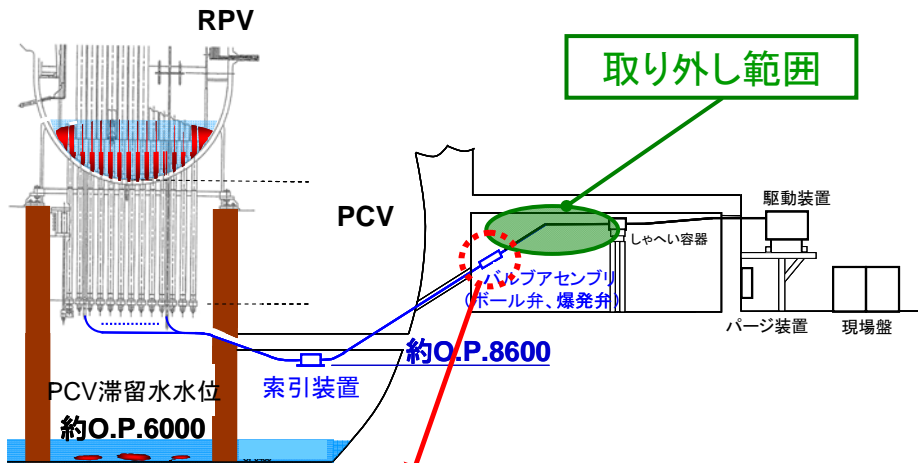 RPV
取り外し範囲
PCV
駆動装置
しゃへい容器
バルブアセンブリ
(ボール弁、爆発弁)
パージ装置
現場盤
約O.P.8600
索引装置
PCV滞留水水位
約O.P.6000